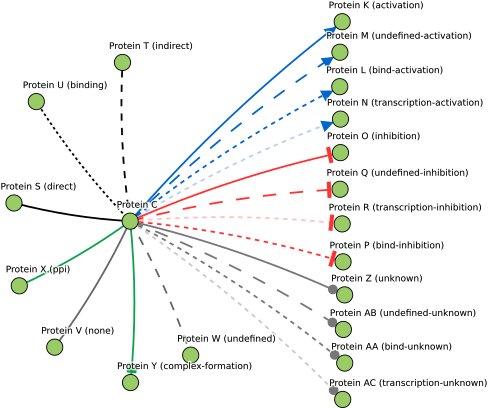 Protein K (activation)
Protein M (undefined-activation)
Protein T (indirect)
Protein L (bind-activation)
Protein U (binding)
Protein N (transcription-activation)
Protein O (inhibition)
Protein Q (undefined-inhibition)
Protein S (direct)
Protein C
Protein R (transcription-inhibition)
Protein P (bind-inhibition)
Protein X (ppi)
Protein Z (unknown)
Protein AB (undefined-unknown)
Protein V (none)
Protein W (undefined)
Protein AA (bind-unknown)
Protein Y (complex-formation)
Protein AC (transcription-unknown)